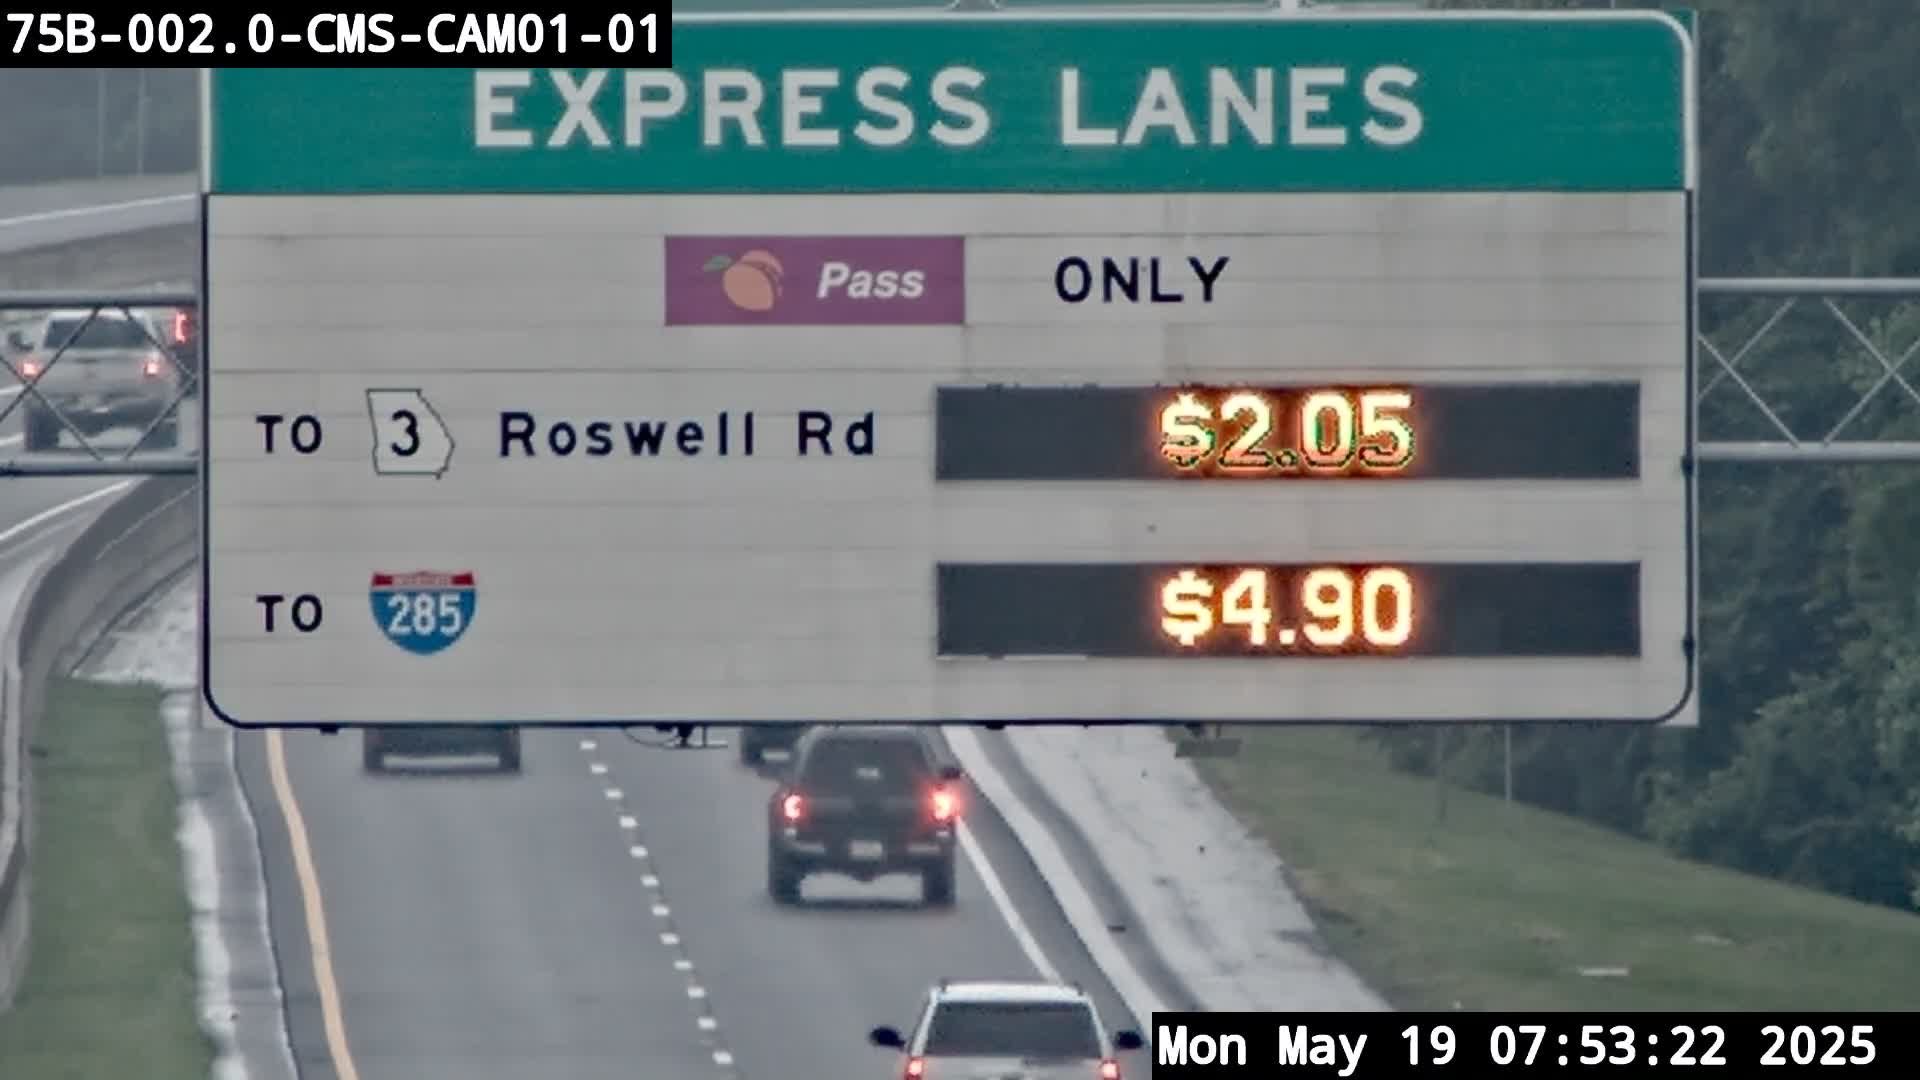 75B-002.0-CMS-CAM01-01
EXPRESS LANES
Pass ONLY
TO 3 Roswell Rd $2.05
TO 285 $4.90
Mon May 19 07:53:22 2025